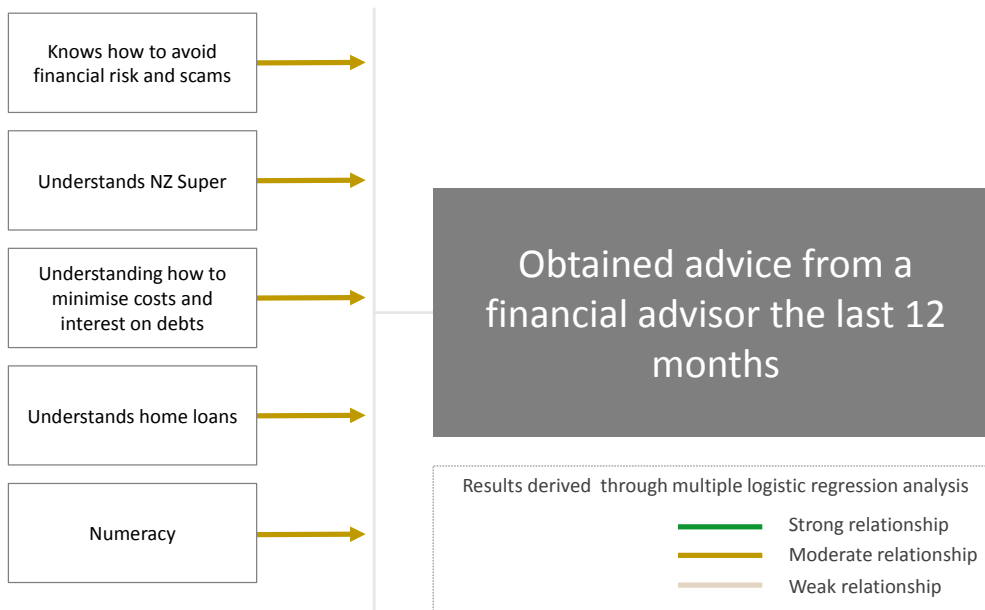 Knows how to avoid
financial risk and scams
Understands NZ Super
Understanding how to
minimise costs and
interest on debts
Understands home loans
Numeracy
Obtained advice from a
financial advisor the last 12
months
Results derived through multiple logistic regression analysis
Strong relationship
Moderate relationship
Weak relationship